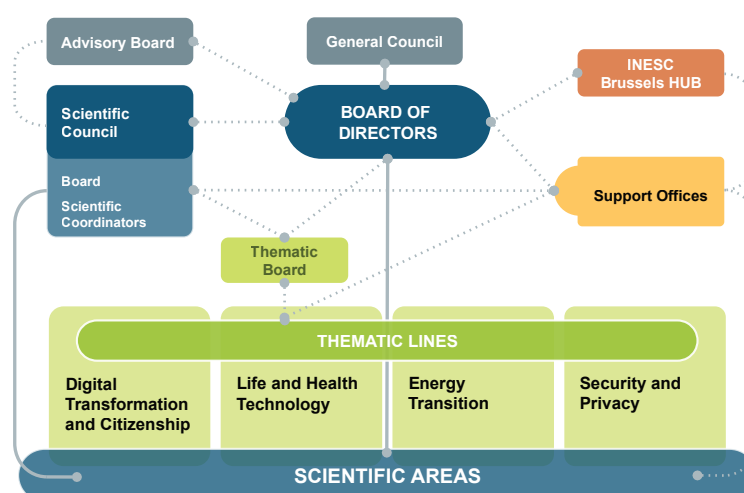 Advisory Board
General Council
INESC
Brussels HUB
Scientific
Council
BOARD OF
DIRECTORS
Board
Scientific
Coordinators
Support Offices
Thematic
Board
THEMATIC LINES
Digital
Transformation
and Citizenship
Life and Health
Technology
Energy
Transition
Security and
Privacy
SCIENTIFIC AREAS